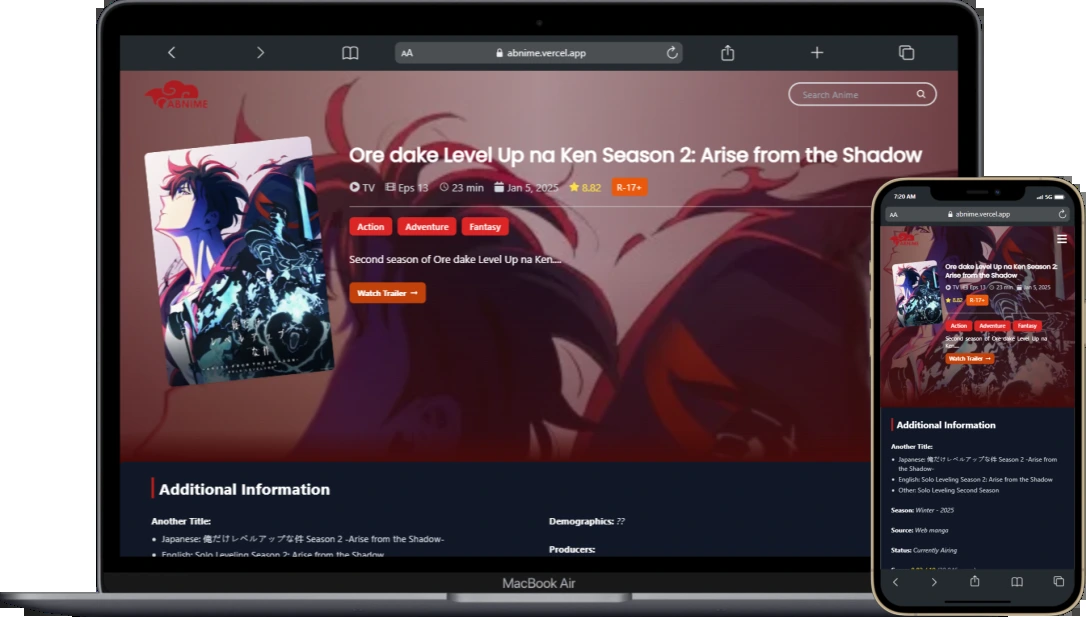 AA
abnime.vercel.app
ABNIME
Search Anime
Ore dake Level Up na Ken Season 2: Arise from the Shadow
TV Eps 13 23 min Jan 5, 2025 8.82 R-17+
Action Adventure Fantasy
Second season of Ore dake Level Up na Ken....
Watch Trailer →
Additional Information
Another Title:
• Japanese: 俺だけレベルアップな件 Season 2 -Arise from the Shadow-
• English: Solo Leveling Season 2: Arise from the Shadow
Demographics: ??
Producers:
MacBook Air
7:29 AM
5G
AA
abnime.vercel.app
Ore dake Level Up na Ken Season 2:
Arise from the Shadow
TV Eps 13 23 min Jan 5, 2025
8.82 R-17+
Action Adventure Fantasy
Second season of Ore dake Level Up na
Ken....
Watch Trailer →
Additional Information
Another Title:
• Japanese: 俺だけレベルアップな件 Season 2 -Arise from
the Shadow-
• English: Solo Leveling Season 2: Arise from the Shadow
• Other: Solo Leveling Second Season
Season: Winter - 2025
Source: Web manga
Status: Currently Airing